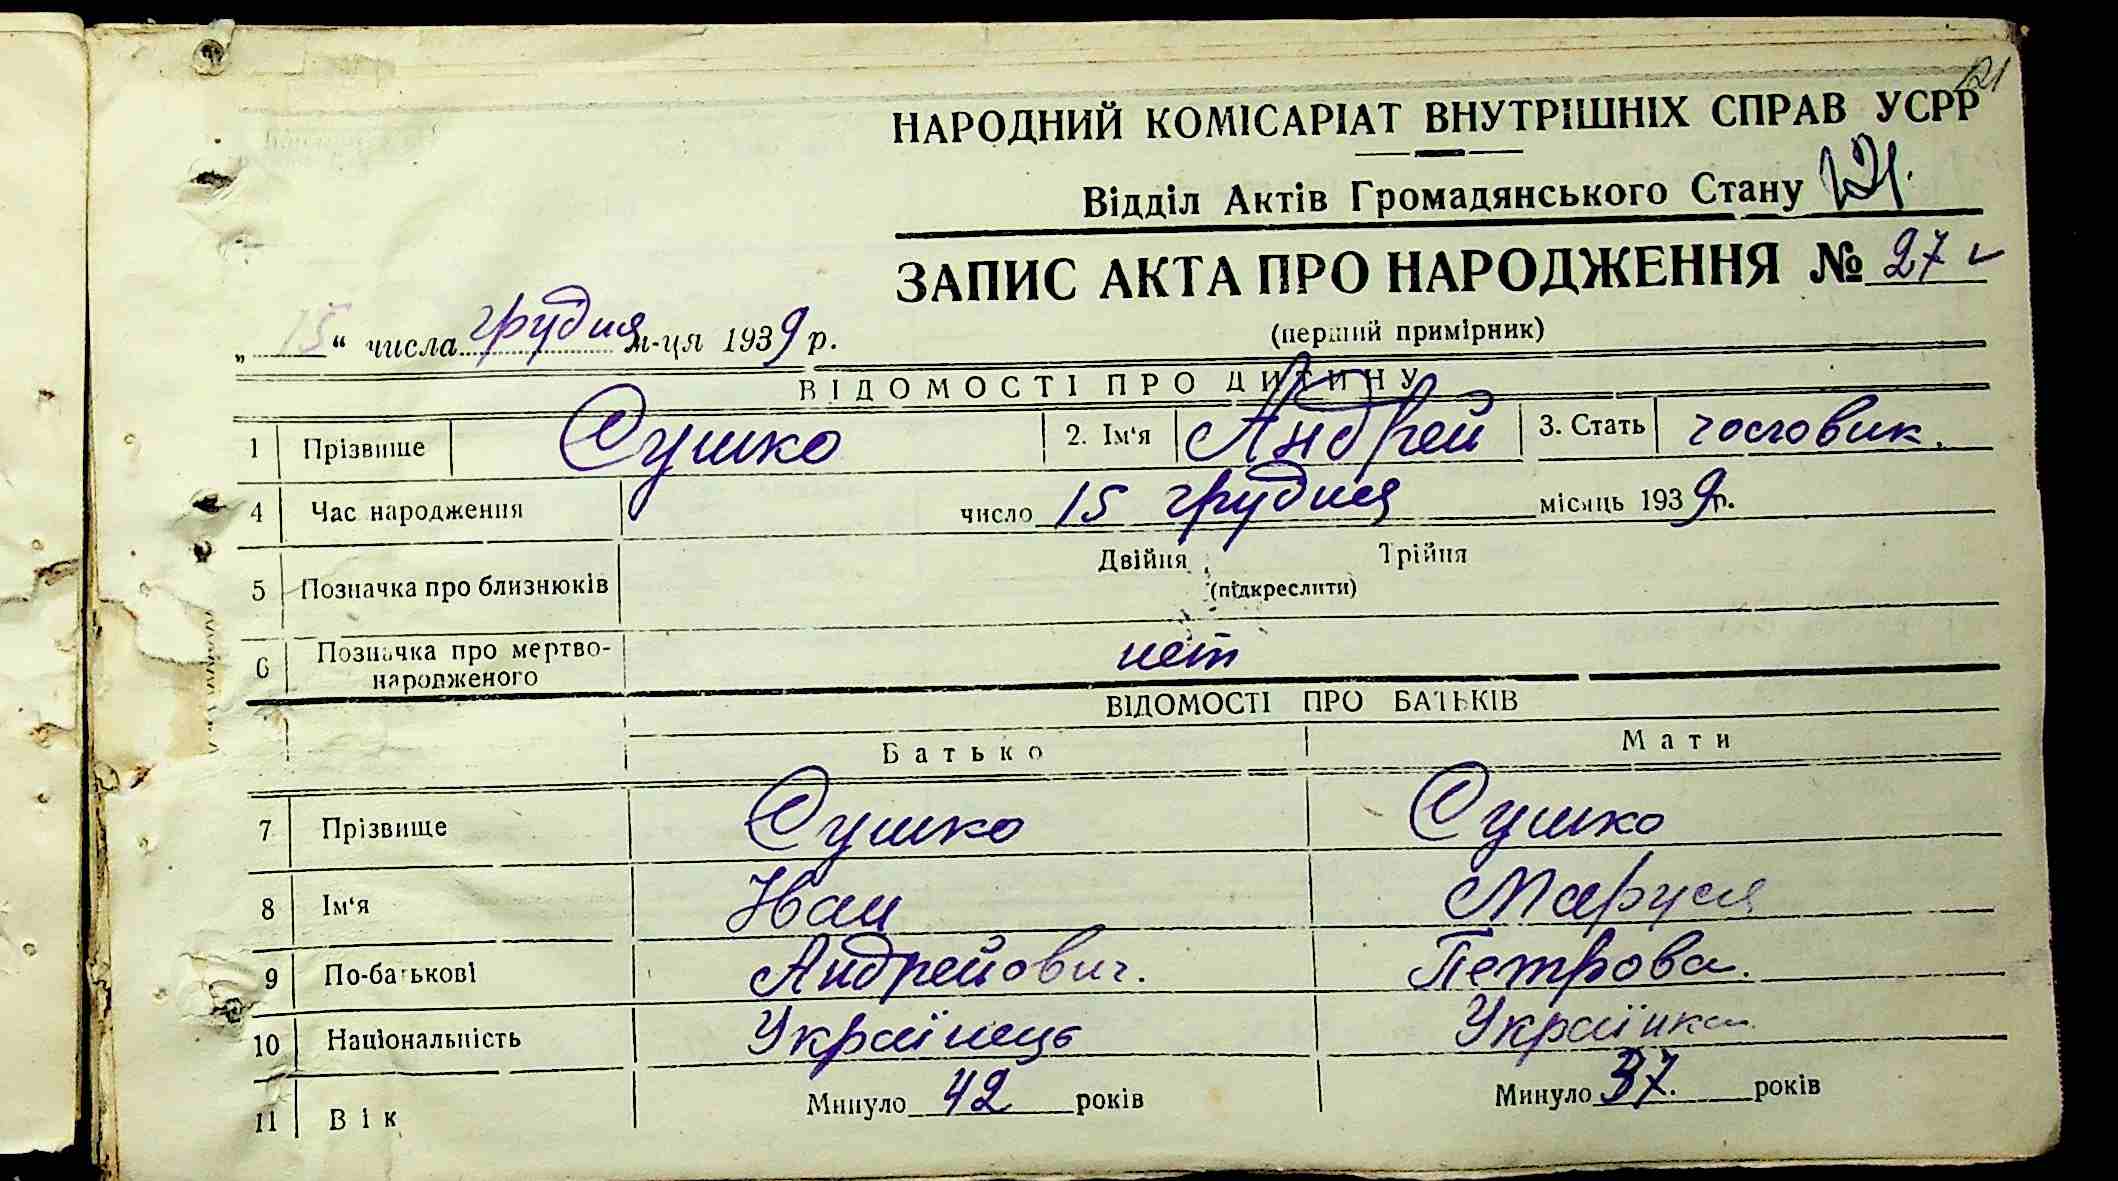 121
НАРОДНИЙ КОМІСАРІАТ ВНУТРІШНІХ СПРАВ УСРР
Відділ Актів Громадянського Стану 121.
ЗАПИС АКТА ПРО НАРОДЖЕННЯ № 27
(перший примірник)
„ 15 “ числа грудня м-ця 1939 р.
ВІДОМОСТІ ПРО ДИТИНУ
1 Прізвище Сушко 2. Ім‘я Андрей 3. Стать чословик.
4 Час народження число 15 грудня місяць 1939 р.
5 Позначка про близнюків Двійня, Трійня
(підкреслити)
6 Позначка про мертво-
народженого нет
ВІДОМОСТІ ПРО БАТЬКІВ
Батько Мати
7 Прізвище Сушко Сушко
8 Ім‘я Иван Маруся
9 По-батькові Андрейович. Петрова.
10 Національність Українець Українка
11 Вік Минуло 42 років Минуло 37. років